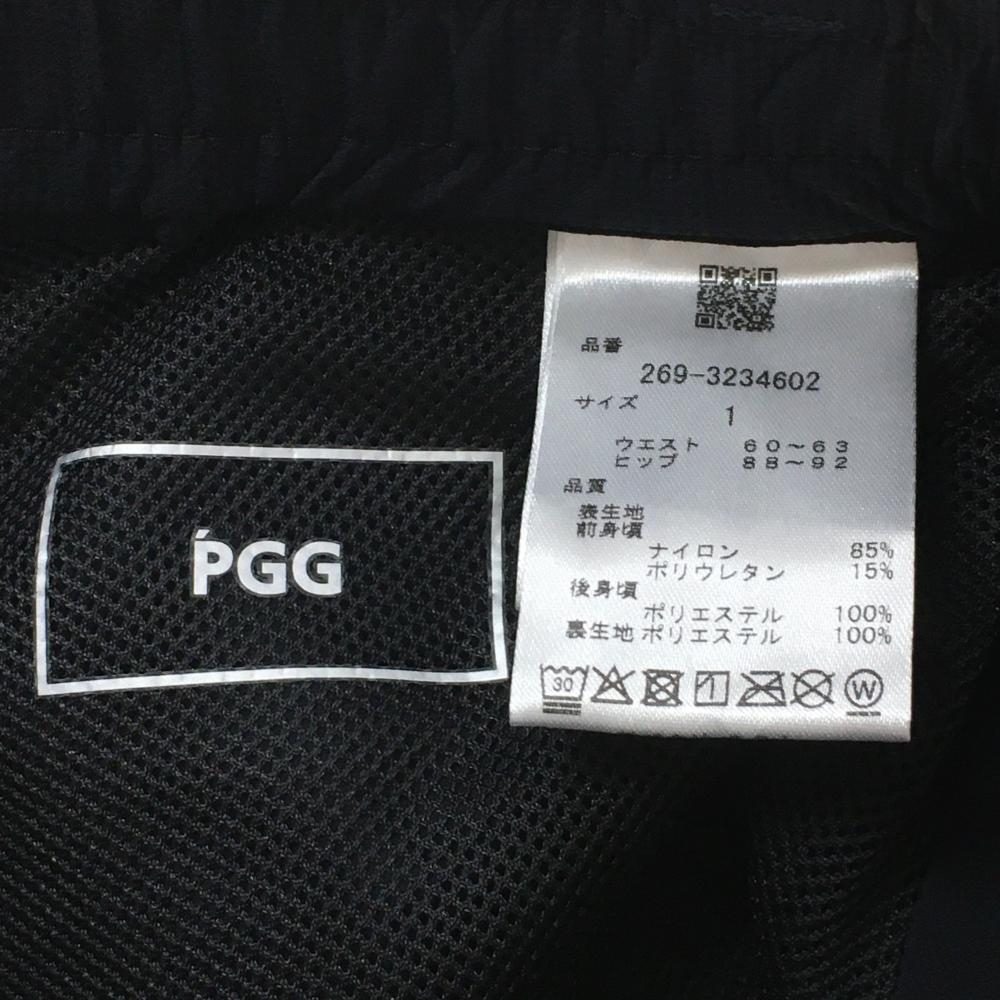 PGG
品番
269-3234602
サイズ
1
ウエスト 60〜63
ヒップ 88〜92
品質
表生地
前身頃
ナイロン 85%
ポリウレタン 15%
後身頃
ポリエステル 100%
裏生地 ポリエステル 100%
30 W